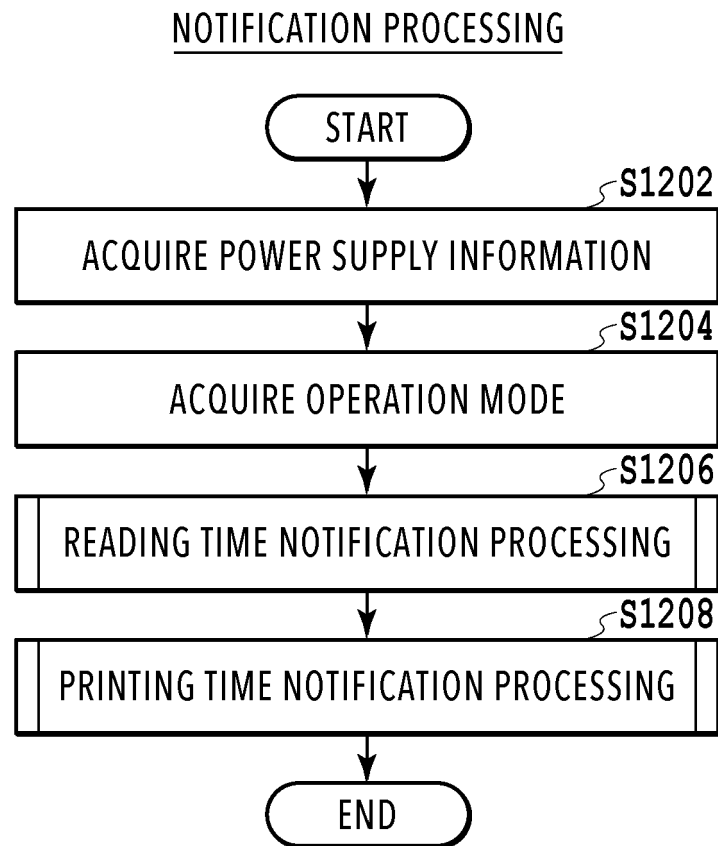 NOTIFICATION PROCESSING
START
S1202
ACQUIRE POWER SUPPLY INFORMATION
S1204
ACQUIRE OPERATION MODE
S1206
READING TIME NOTIFICATION PROCESSING
S1208
PRINTING TIME NOTIFICATION PROCESSING
END